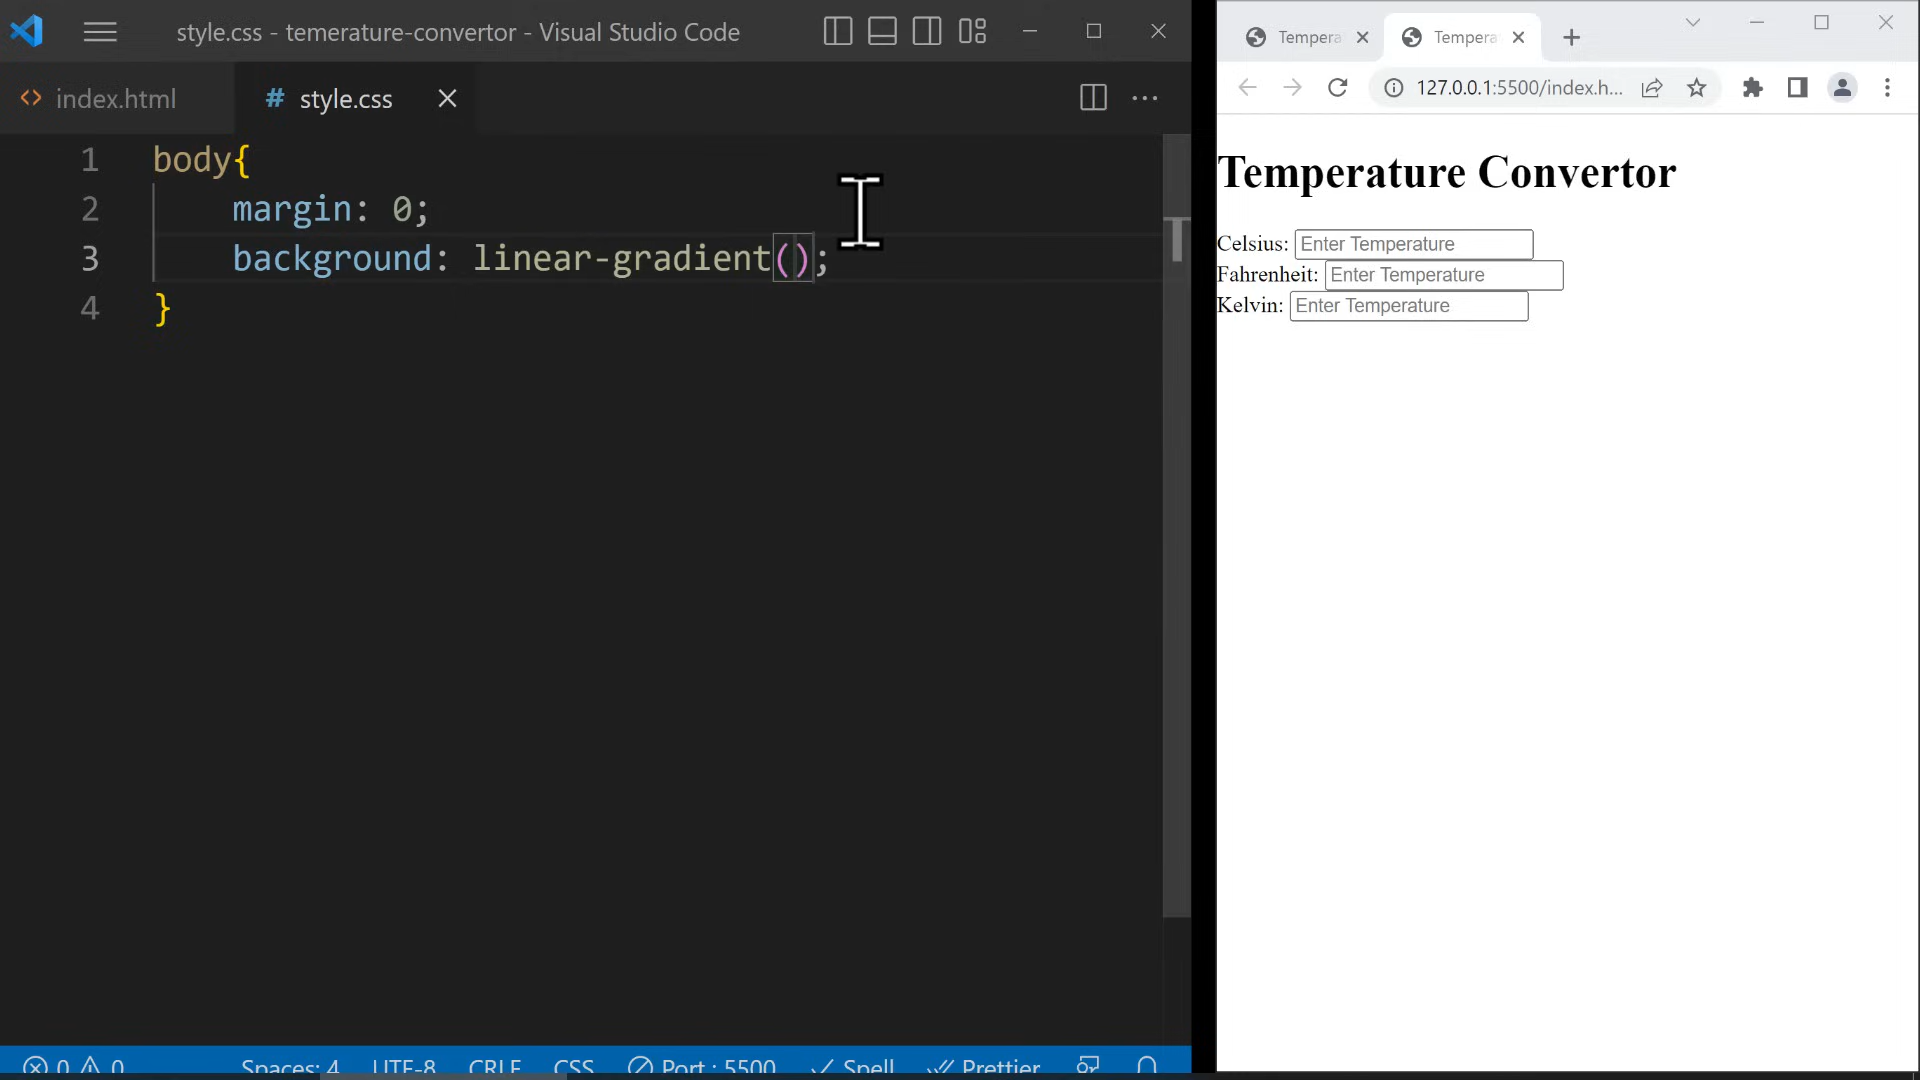 style.css - temerature-convertor - Visual Studio Code
index.html
# style.css
1 body{
2 margin: 0;
3 background: linear-gradient();
4 }
0 0 Spaces: 4 UTF-8 CRLF CSS Port : 5500 Spell Prettier
Tempera Tempera
127.0.0.1:5500/index.h...
Temperature Convertor
Celsius: Enter Temperature
Fahrenheit: Enter Temperature
Kelvin: Enter Temperature